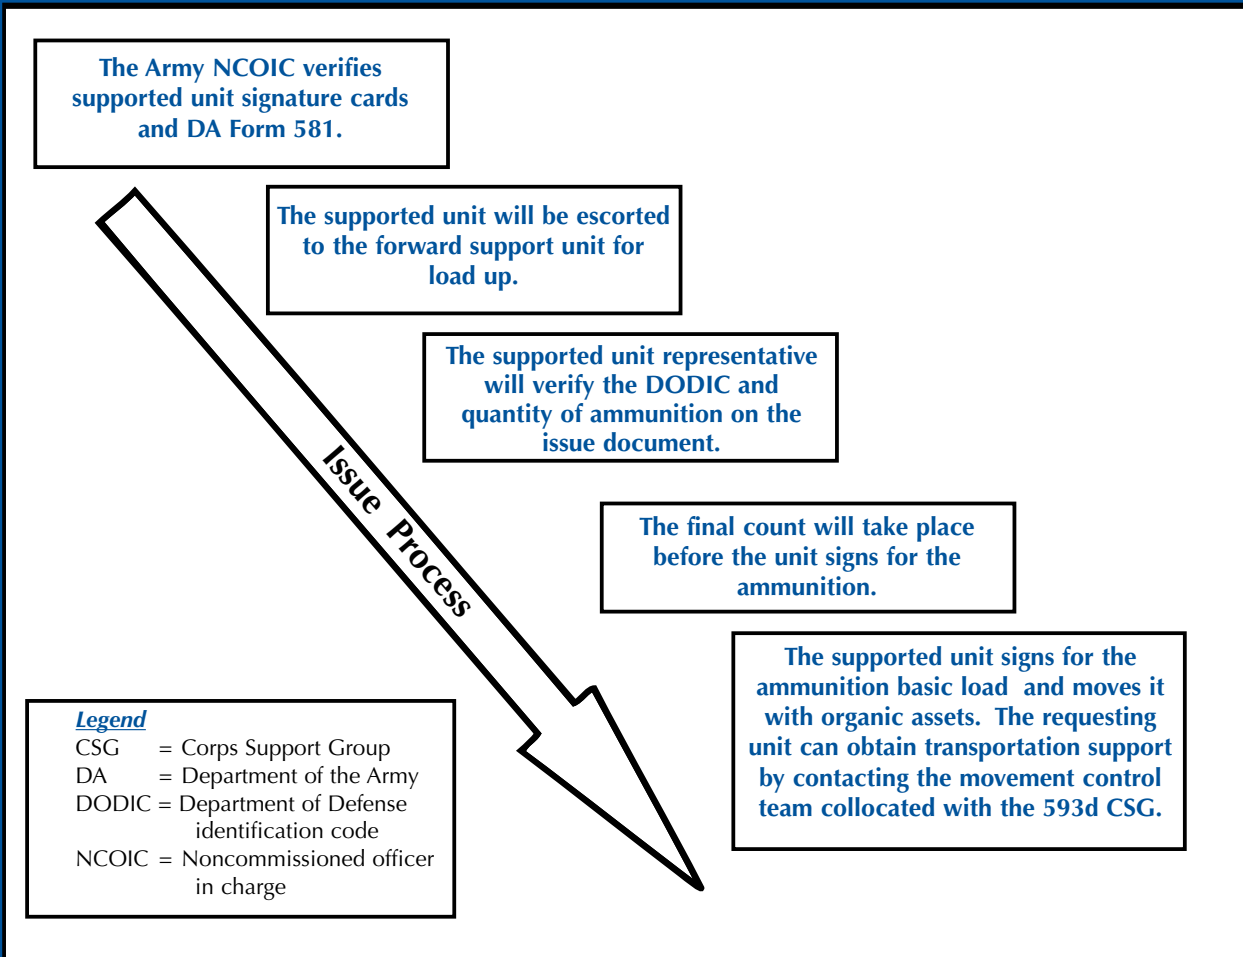 The Army NCOIC verifies
supported unit signature cards
and DA Form 581.
The supported unit will be escorted
to the forward support unit for
load up.
The supported unit representative
will verify the DODIC and
quantity of ammunition on the
issue document.
Issue Process
The final count will take place
before the unit signs for the
ammunition.
The supported unit signs for the
ammunition basic load and moves it
with organic assets. The requesting
unit can obtain transportation support
by contacting the movement control
team collocated with the 593d CSG.
Legend
CSG = Corps Support Group
DA = Department of the Army
DODIC = Department of Defense
identification code
NCOIC = Noncommissioned officer
in charge